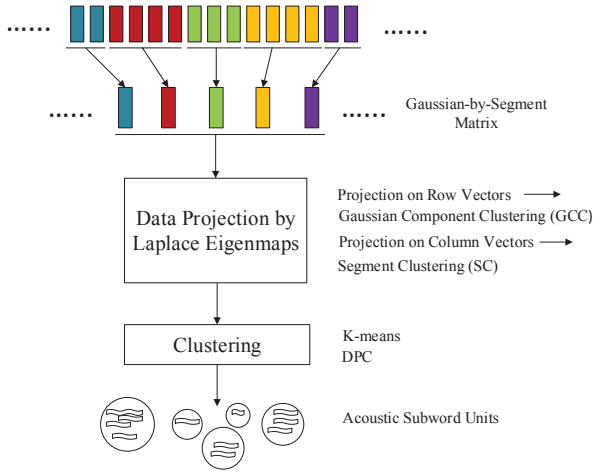 Gaussian-by-Segment
Matrix
Data Projection by
Laplace Eigenmaps
Projection on Row Vectors
Gaussian Component Clustering (GCC)
Projection on Column Vectors
Segment Clustering (SC)
Clustering
K-means
DPC
Acoustic Subword Units